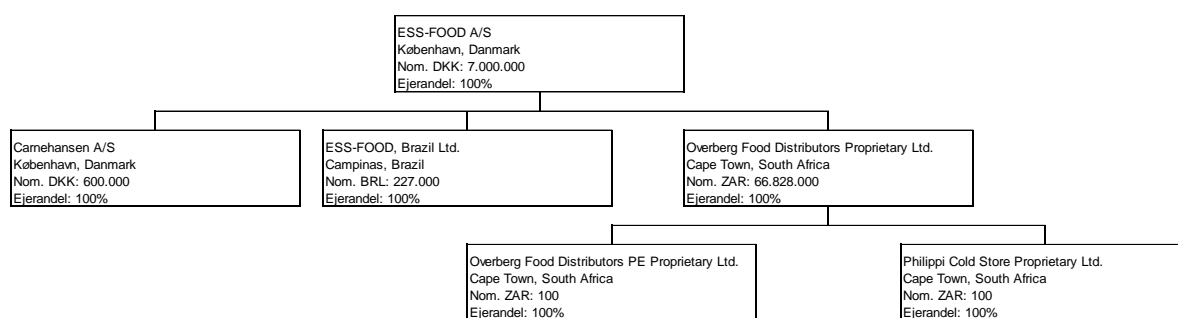 ESS-FOOD A/S
København, Danmark
Nom. DKK: 7.000.000
Ejerandel: 100%
Carnehansen A/S
København, Danmark
Nom. DKK: 600.000
Ejerandel: 100%
ESS-FOOD, Brazil Ltd.
Campinas, Brazil
Nom. BRL: 227.000
Ejerandel: 100%
Overberg Food Distributors Proprietary Ltd.
Cape Town, South Africa
Nom. ZAR: 66.828.000
Ejerandel: 100%
Overberg Food Distributors PE Proprietary Ltd.
Cape Town, South Africa
Nom. ZAR: 100
Ejerandel: 100%
Philippi Cold Store Proprietary Ltd.
Cape Town, South Africa
Nom. ZAR: 100
Ejerandel: 100%